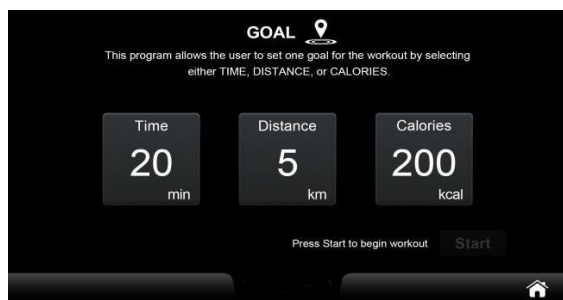 GOAL
This program allows the user to set one goal for the workout by selecting
either TIME, DISTANCE, or CALORIES.
Time
20
min
Distance
5
km
Calories
200
kcal
Press Start to begin workout
Start